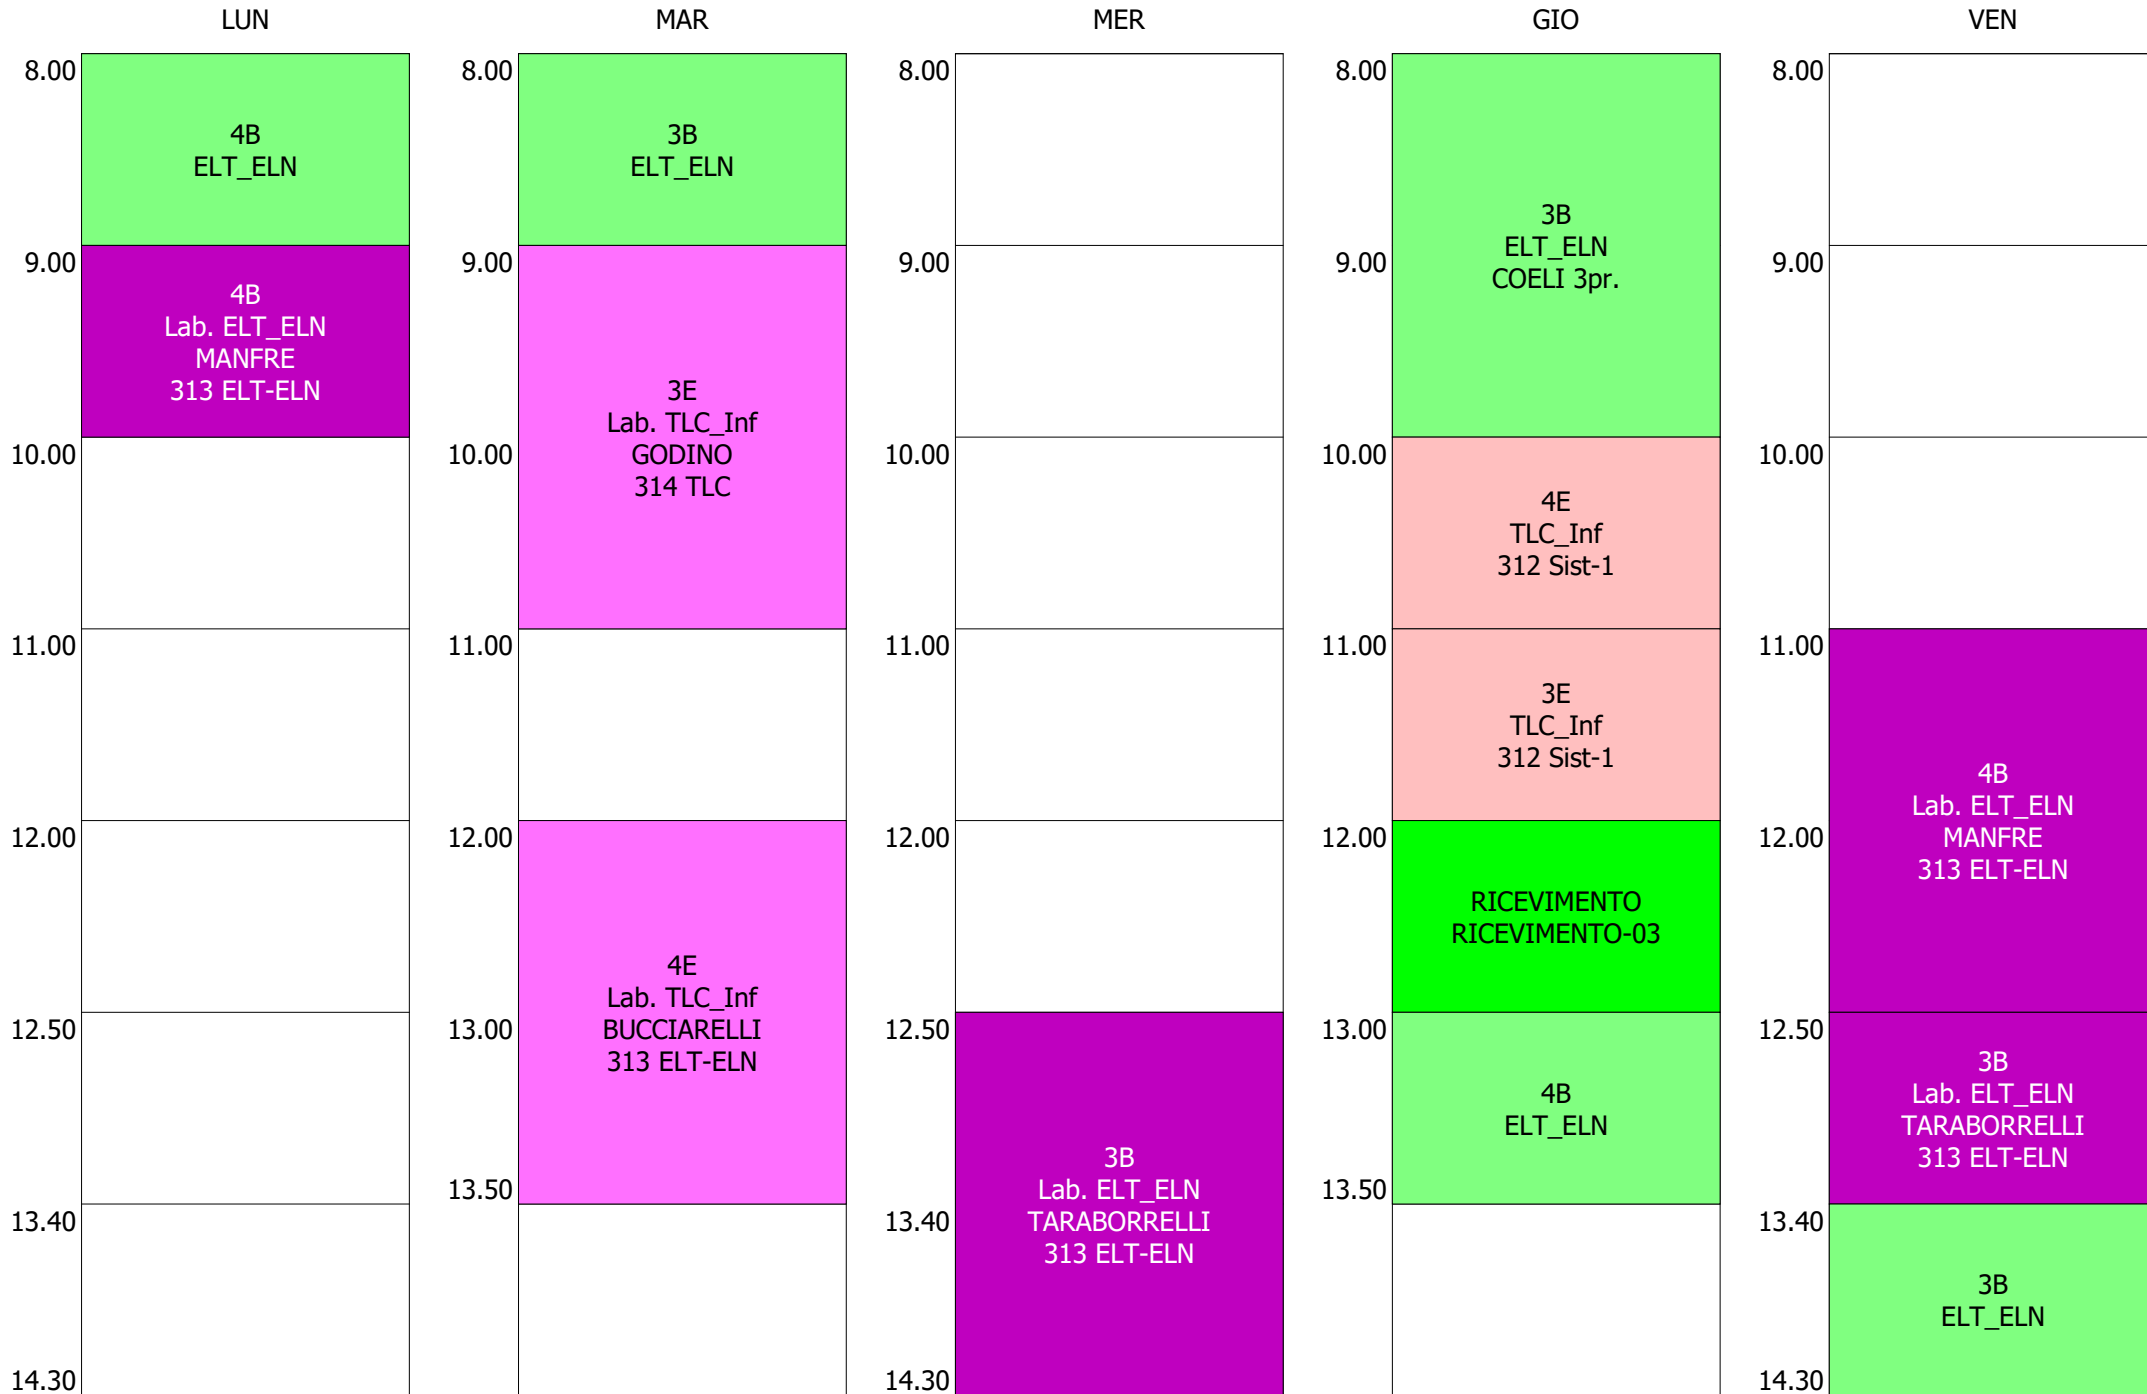 LUN
8.00
4B
ELT_ELN
9.00
4B
Lab. ELT_ELN
MANFRE
313 ELT-ELN
10.00
11.00
12.00
12.50
13.40
14.30
MAR
8.00
3B
ELT_ELN
9.00
3E
Lab. TLC_Inf
GODINO
314 TLC
10.00
11.00
12.00
4E
Lab. TLC_Inf
BUCCIARELLI
313 ELT-ELN
13.00
13.50
MER
8.00
9.00
10.00
11.00
12.00
12.50
3B
Lab. ELT_ELN
TARABORRELLI
313 ELT-ELN
13.40
14.30
GIO
8.00
3B
ELT_ELN
COELI 3pr.
9.00
10.00
4E
TLC_Inf
312 Sist-1
11.00
3E
TLC_Inf
312 Sist-1
12.00
RICEVIMENTO
RICEVIMENTO-03
13.00
4B
ELT_ELN
13.50
VEN
8.00
9.00
10.00
11.00
4B
Lab. ELT_ELN
MANFRE
313 ELT-ELN
12.00
12.50
3B
Lab. ELT_ELN
TARABORRELLI
313 ELT-ELN
13.40
3B
ELT_ELN
14.30